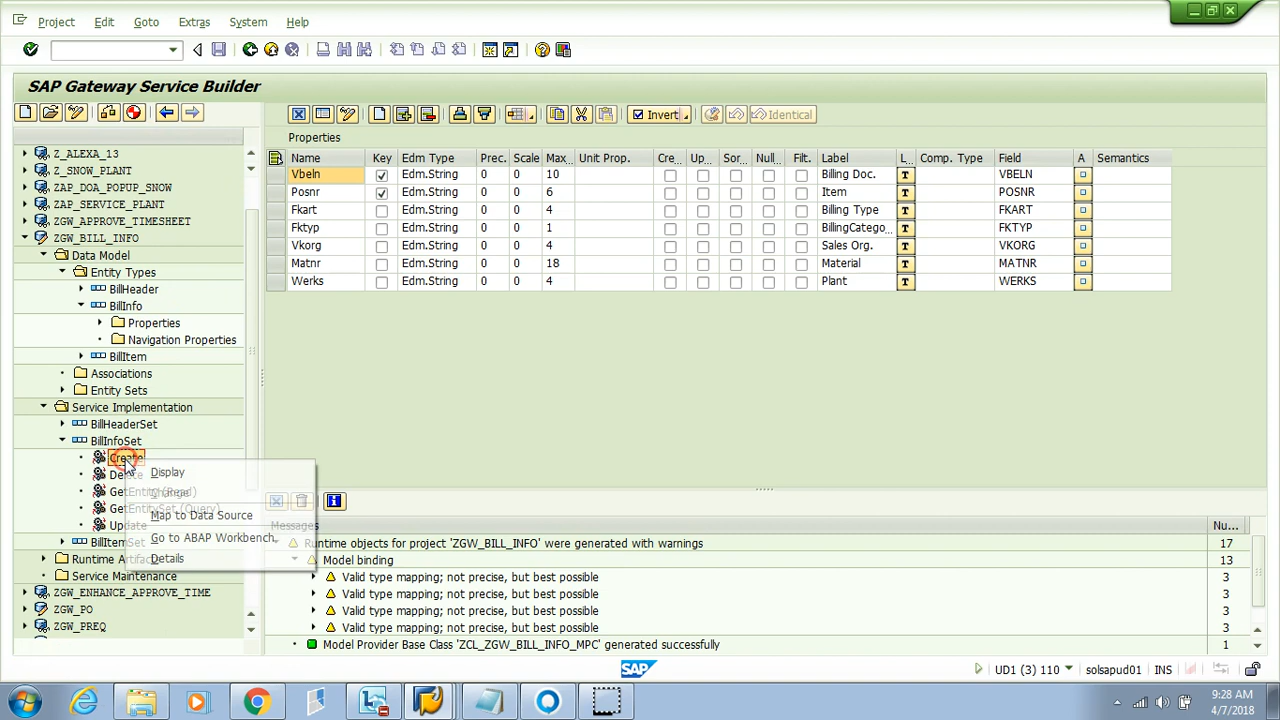 Project Edit Goto Extras System Help
SAP Gateway Service Builder
Invert
Identical
Properties
Name Key Edm Type Prec. Scale Max... Unit Prop. Cre... Up... Sor... Null... Filt. Label L... Comp. Type Field A Semantics
Vbeln Edm.String 0 0 10 Billing Doc. T VBELN
Posnr Edm.String 0 0 6 Item T POSNR
Fkart Edm.String 0 0 4 Billing Type T FKART
Fktyp Edm.String 0 0 1 BillingCatego... T FKTYP
Vkorg Edm.String 0 0 4 Sales Org. T VKORG
Matnr Edm.String 0 0 18 Material T MATNR
Werks Edm.String 0 0 4 Plant T WERKS
Z_ALEXA_13
Z_SNOW_PLANT
ZAP_DOA_POPUP_SNOW
ZAP_SERVICE_PLANT
ZGW_APPROVE_TIMESHEET
ZGW_BILL_INFO
Data Model
Entity Types
BillHeader
BillInfo
Properties
Navigation Properties
BillItem
Associations
Entity Sets
Service Implementation
BillHeaderSet
BillInfoSet
Create
GetEntity (Read)
GetEntitySet (Query)
Update
BillItemSet
Service Maintenance
ZGW_ENHANCE_APPROVE_TIME
ZGW_PO
ZGW_PREQ
Display
Change
Map to Data Source
Go to ABAP Workbench
Details
Messages Nu...
Runtime objects for project 'ZGW_BILL_INFO' were generated with warnings 17
Model binding 13
Valid type mapping; not precise, but best possible 3
Valid type mapping; not precise, but best possible 3
Valid type mapping; not precise, but best possible 3
Valid type mapping; not precise, but best possible 3
Model Provider Base Class 'ZCL_ZGW_BILL_INFO_MPC' generated successfully 1
SAP
UD1 (3) 110 solsapud01 INS
9:28 AM
4/7/2018